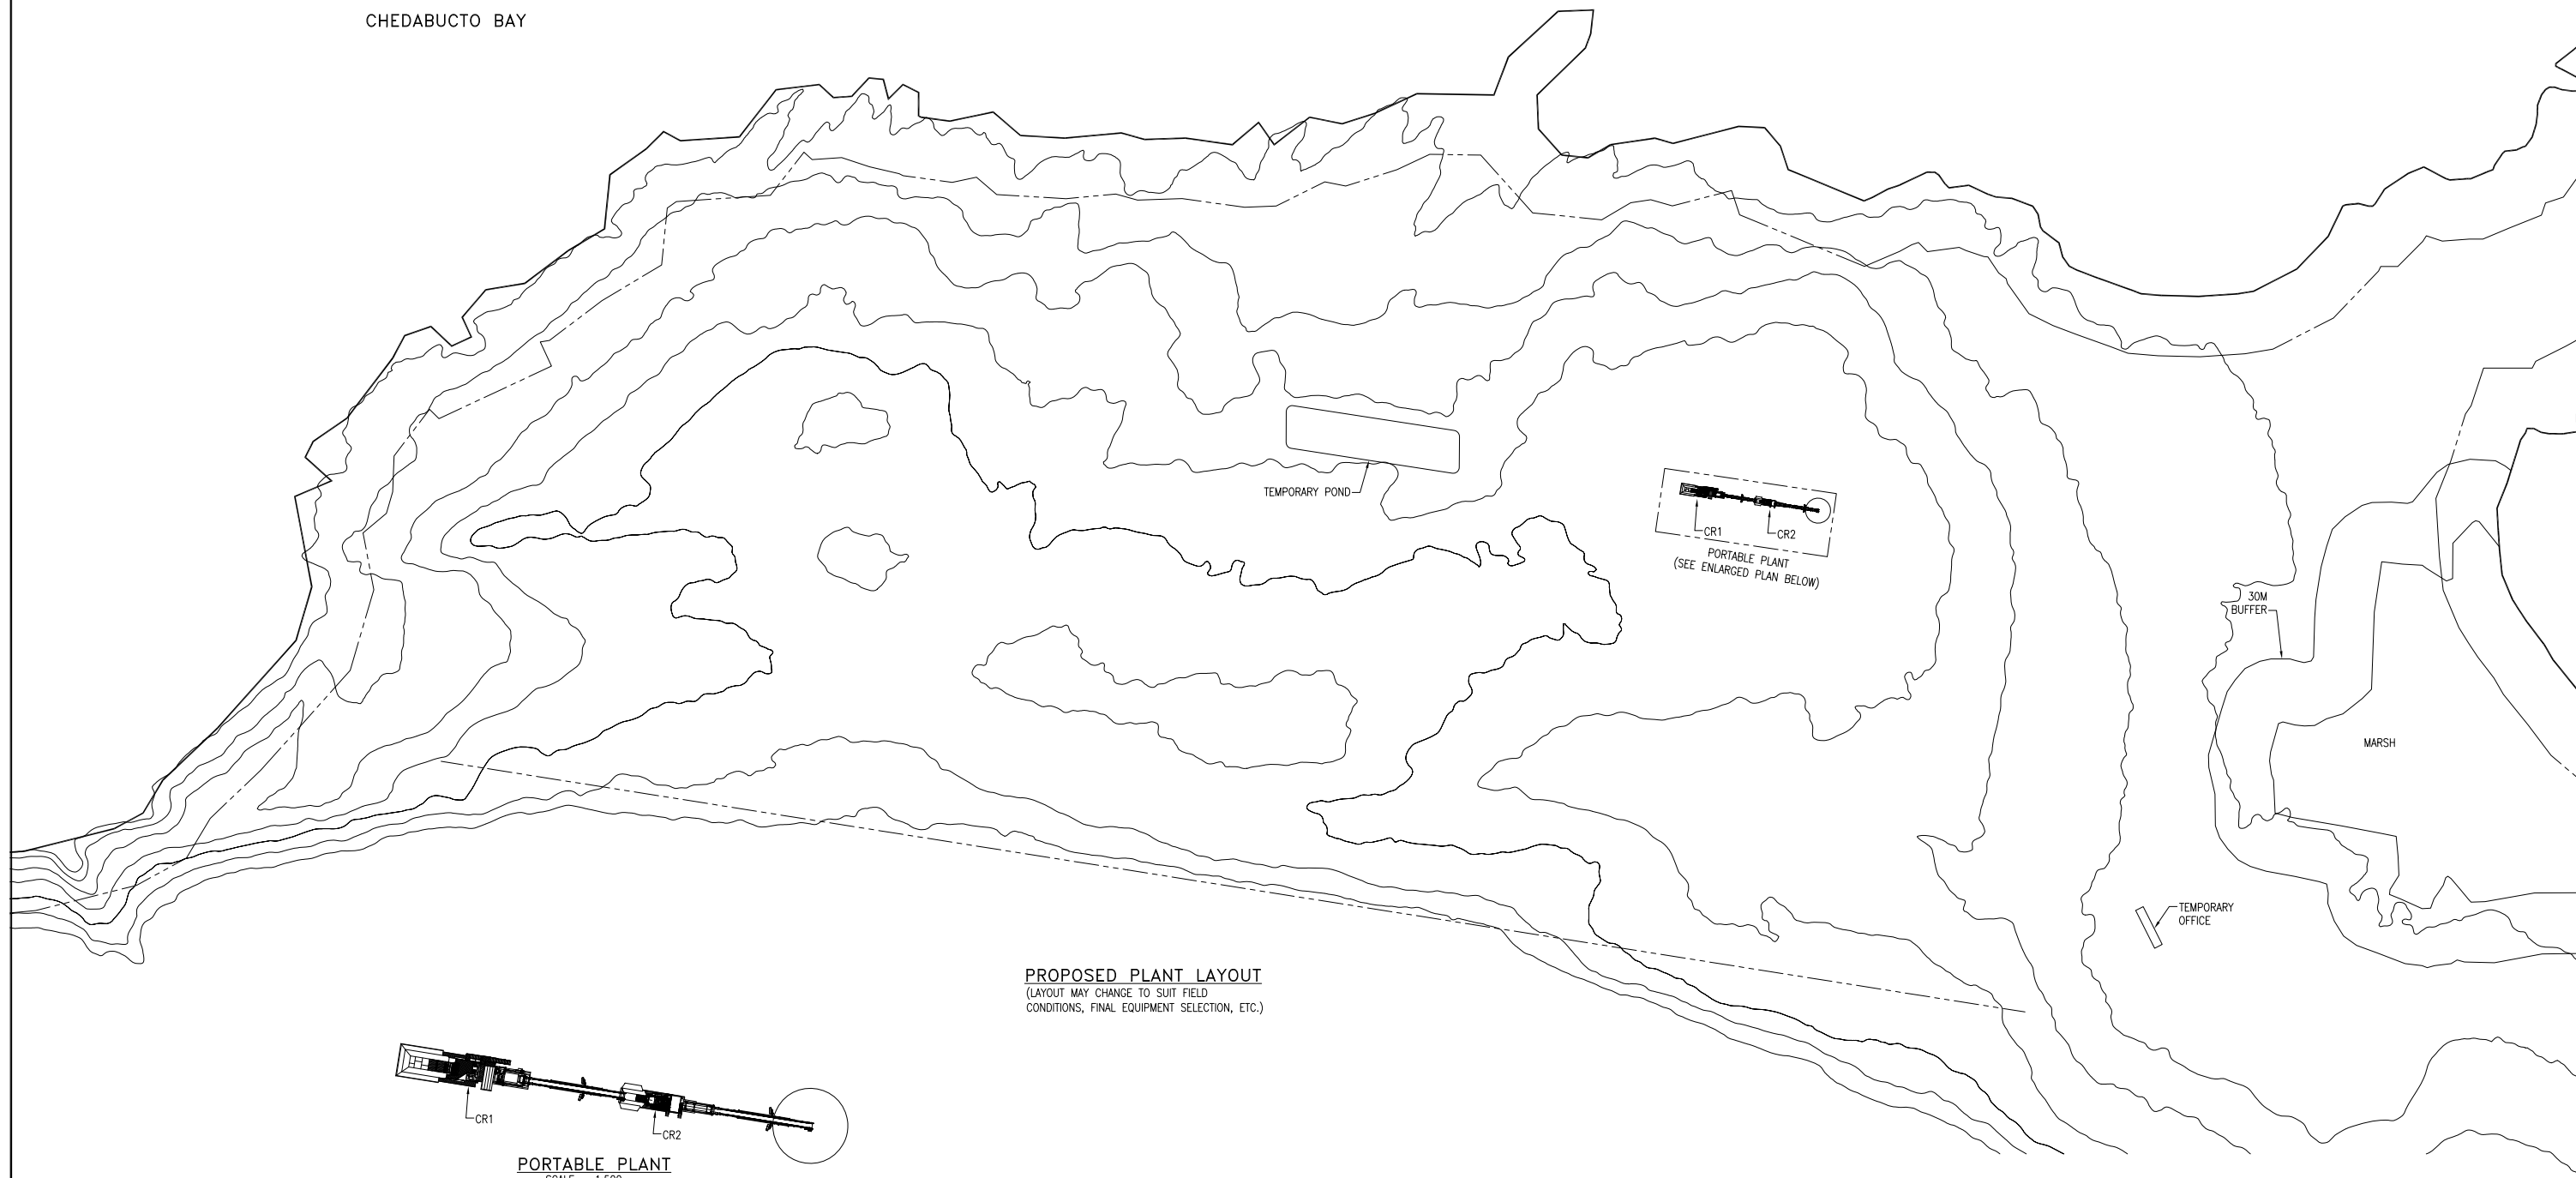 CHEDABUCTO BAY
TEMPORARY POND
CR1
CR2
PORTABLE PLANT
(SEE ENLARGED PLAN BELOW)
30M
BUFFER
MARSH
TEMPORARY
OFFICE
PROPOSED PLANT LAYOUT
(LAYOUT MAY CHANGE TO SUIT FIELD
CONDITIONS, FINAL EQUIPMENT SELECTION, ETC.)
CR1
CR2
PORTABLE PLANT